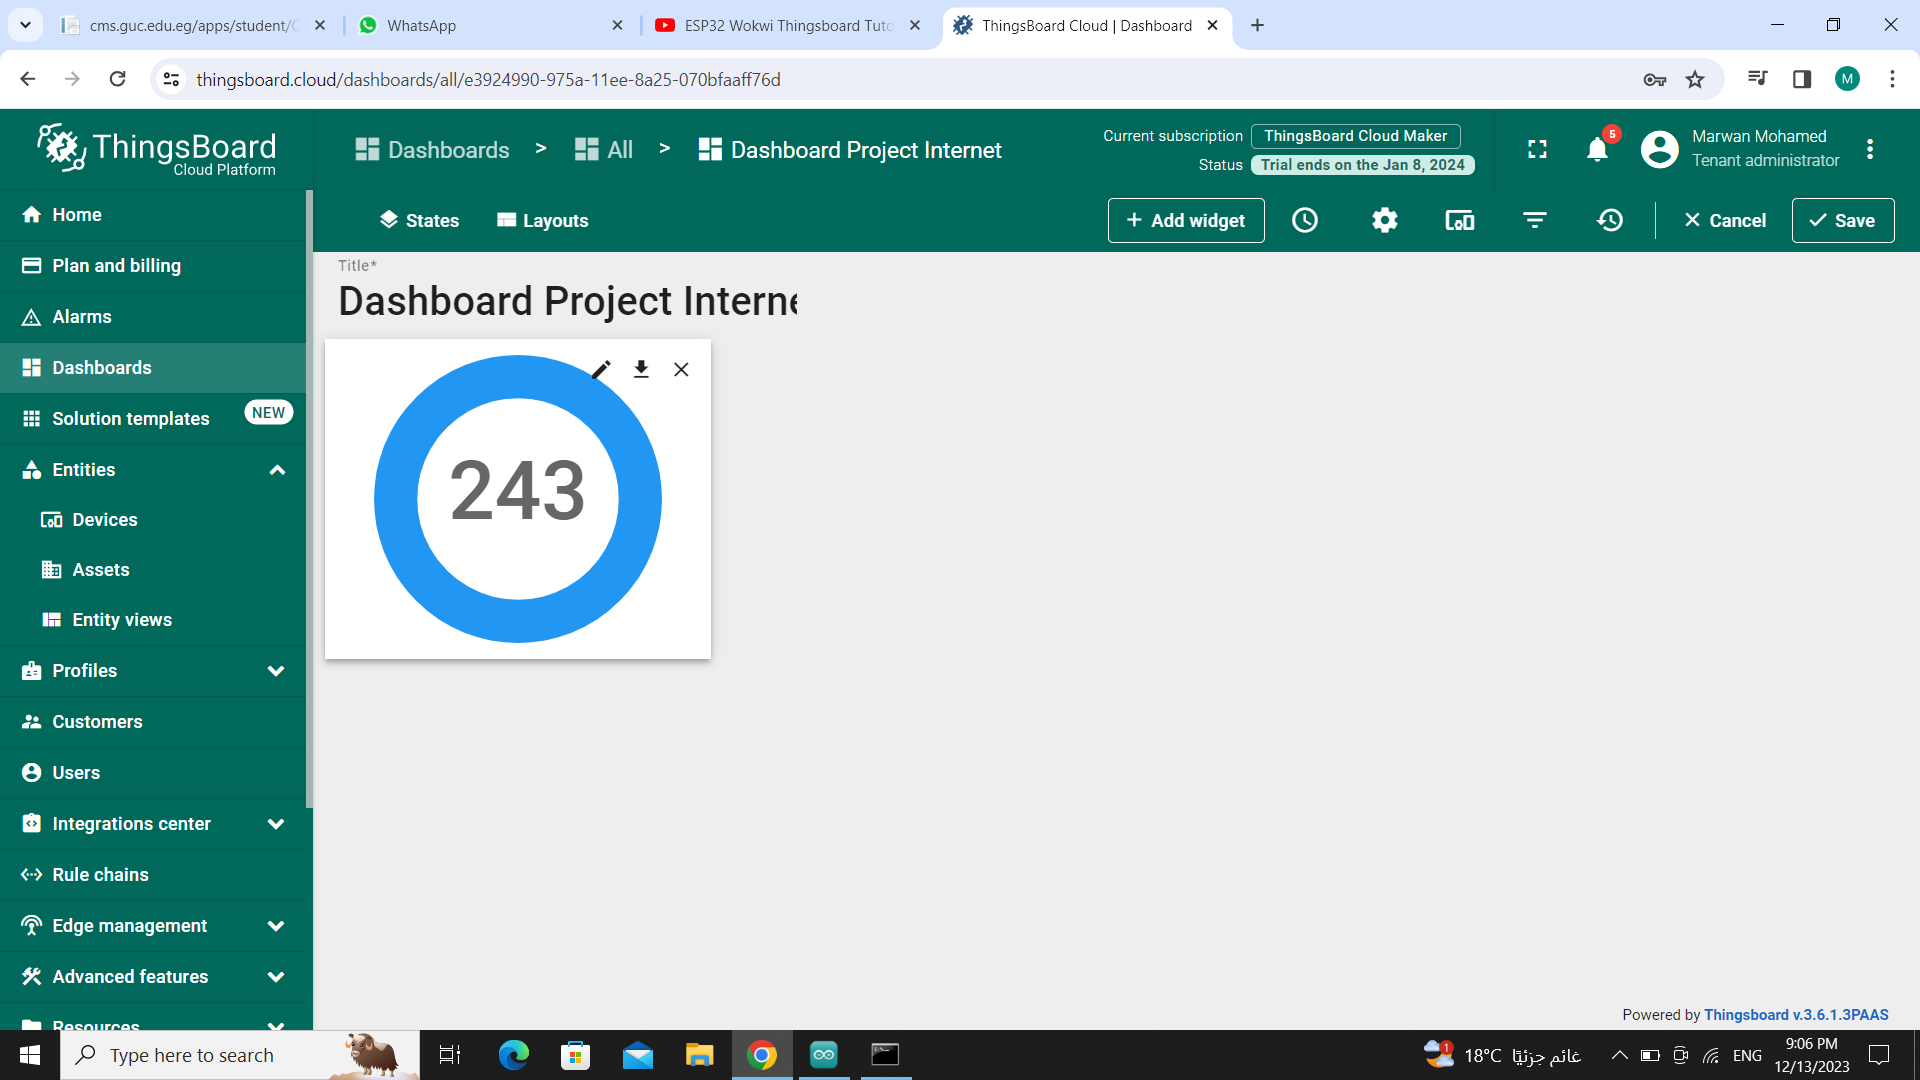 cms.guc.edu.eg/apps/student/C
WhatsApp
ESP32 Wokwi Thingsboard Tuto
ThingsBoard Cloud | Dashboard
thingsboard.cloud/dashboards/all/e3924990-975a-11ee-8a25-070bfaaff76d
M
ThingsBoard
Cloud Platform
Dashboards > All > Dashboard Project Internet
Current subscription ThingsBoard Cloud Maker
Status Trial ends on the Jan 8, 2024
5
Marwan Mohamed
Tenant administrator
States
Layouts
+ Add widget
Cancel
Save
Home
Plan and billing
Alarms
Dashboards
Solution templates NEW
Entities
Devices
Assets
Entity views
Profiles
Customers
Users
Integrations center
Rule chains
Edge management
Advanced features
Resources
Title*
Dashboard Project Interne
243
Powered by Thingsboard v.3.6.1.3PAAS
Type here to search
1
18°C غائم جزئيًا
ENG
9:06 PM
12/13/2023